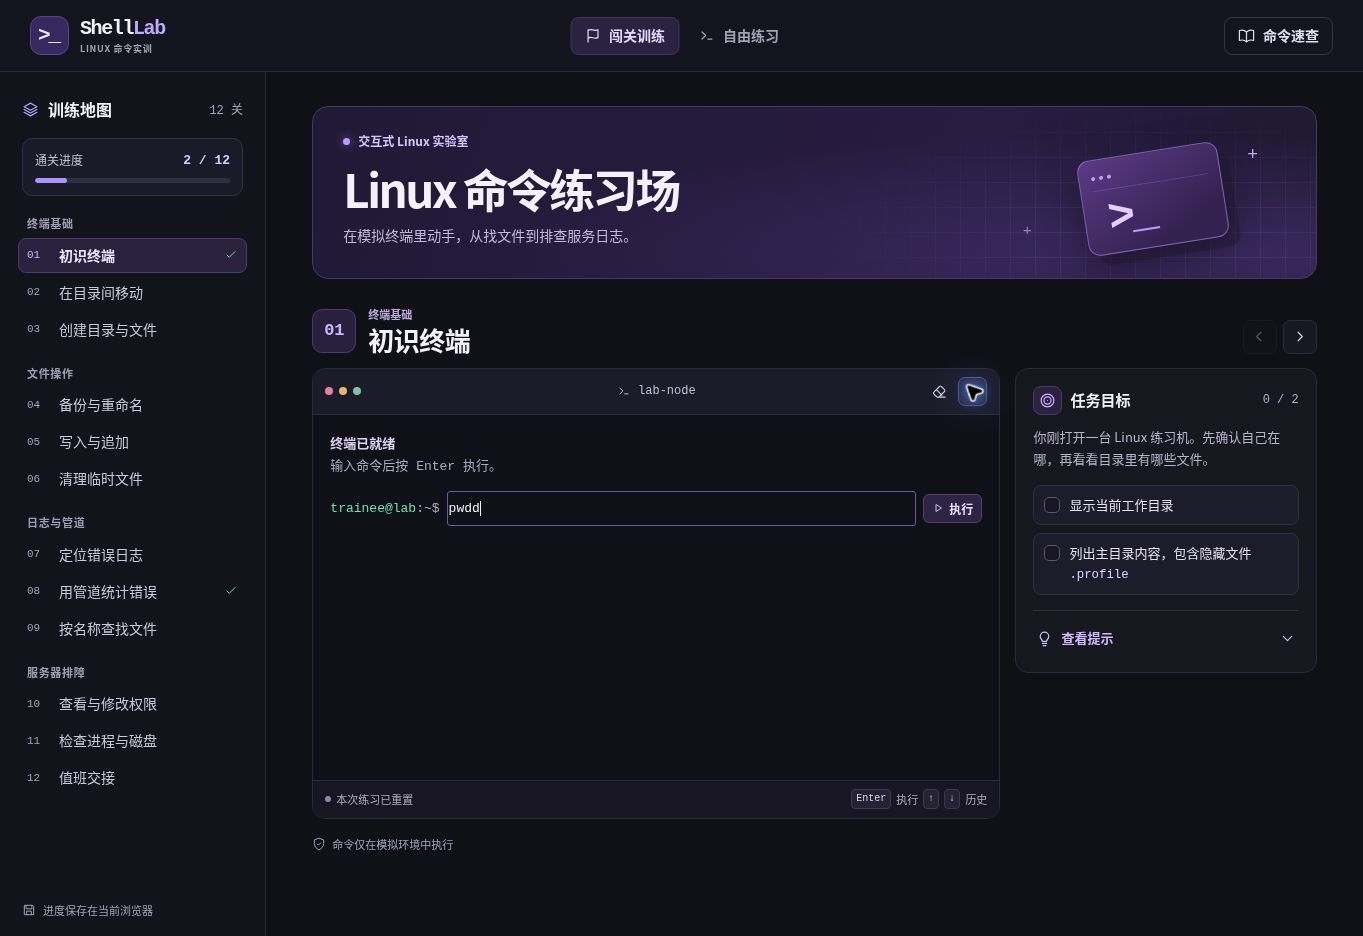 >_ ShellLab
LINUX 命令实训
闯关训练
自由练习
命令速查
训练地图 12 关
通关进度 2 / 12
终端基础
01 初识终端
02 在目录间移动
03 创建目录与文件
文件操作
04 备份与重命名
05 写入与追加
06 清理临时文件
日志与管道
07 定位错误日志
08 用管道统计错误
09 按名称查找文件
服务器排障
10 查看与修改权限
11 检查进程与磁盘
12 值班交接
进度保存在当前浏览器
交互式 Linux 实验室
Linux 命令练习场
在模拟终端里动手，从找文件到排查服务日志。
>_
01
终端基础
初识终端
lab-node
终端已就绪
输入命令后按 Enter 执行。
trainee@lab:~$ pwdd
执行
本次练习已重置
Enter 执行 ↑ ↓ 历史
命令仅在模拟环境中执行
任务目标 0 / 2
你刚打开一台 Linux 练习机。先确认自己在
哪，再看看目录里有哪些文件。
显示当前工作目录
列出主目录内容，包含隐藏文件
.profile
查看提示